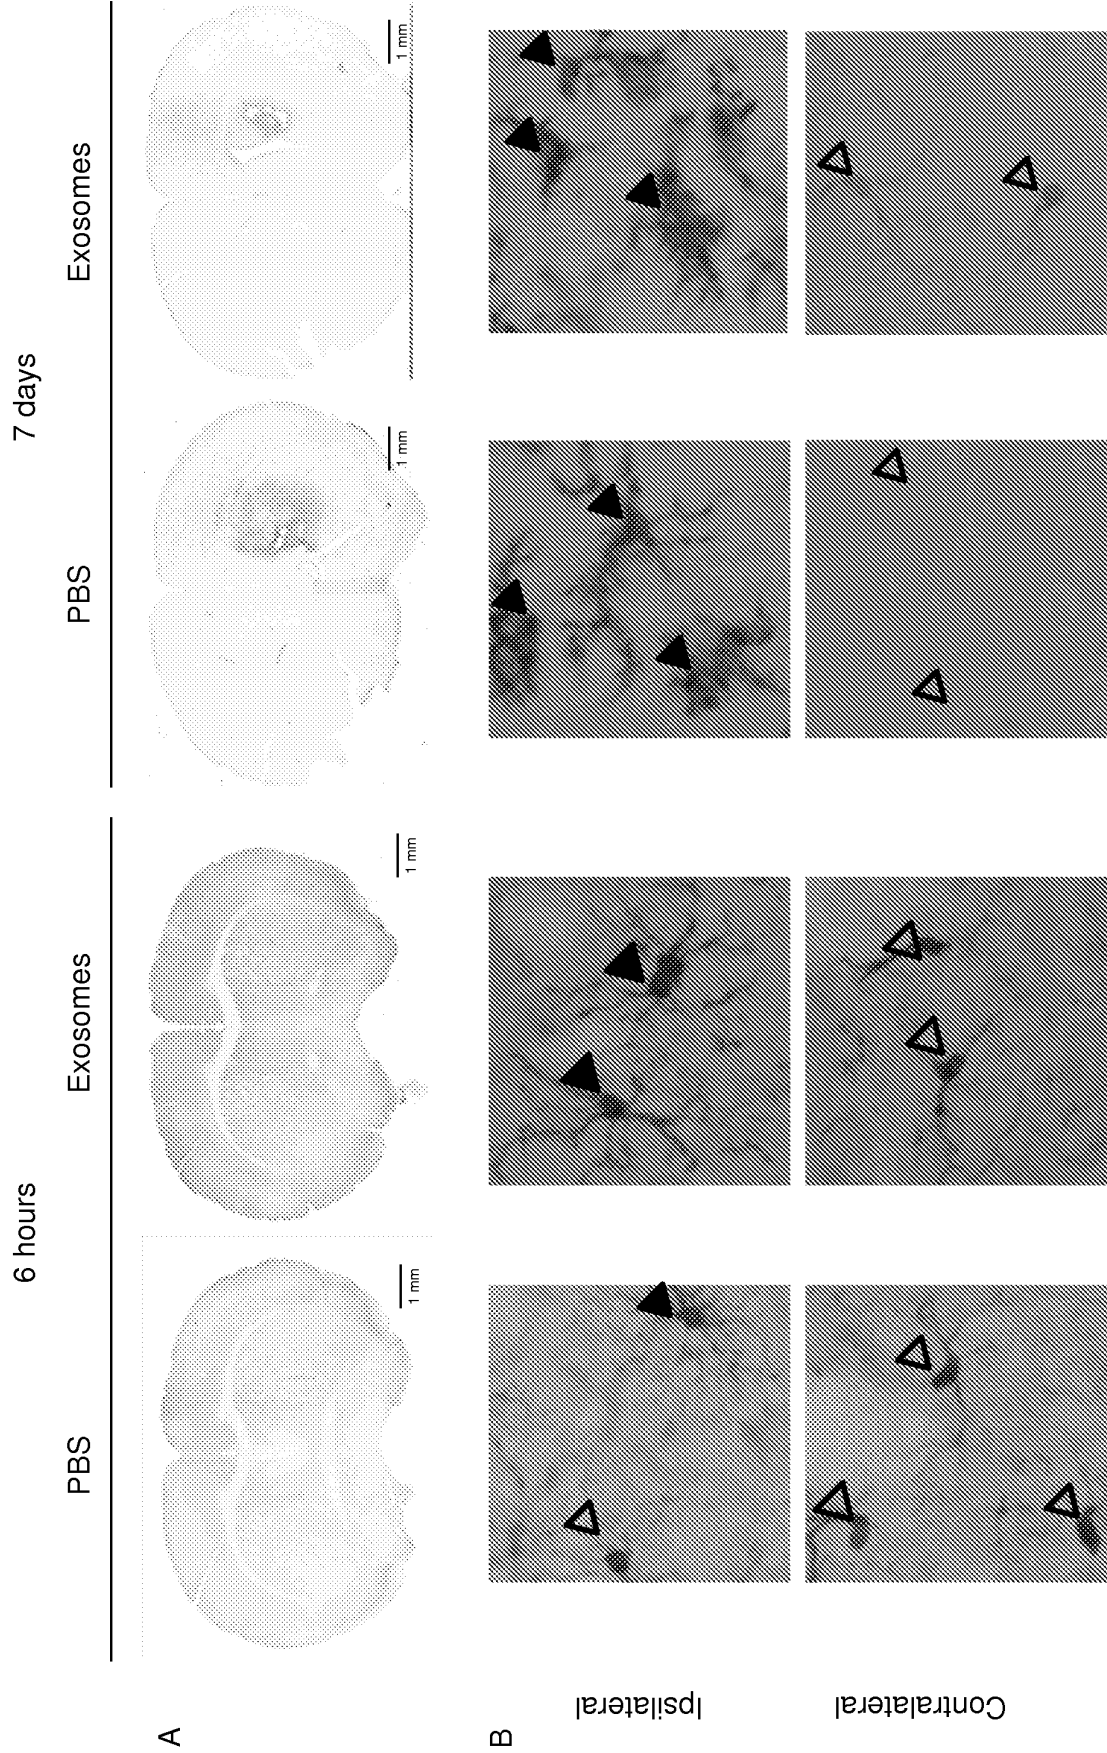 6 hours
7 days
PBS
Exosomes
PBS
Exosomes
A
1 mm
1 mm
1 mm
1 mm
B
Ipsilateral
Contralateral